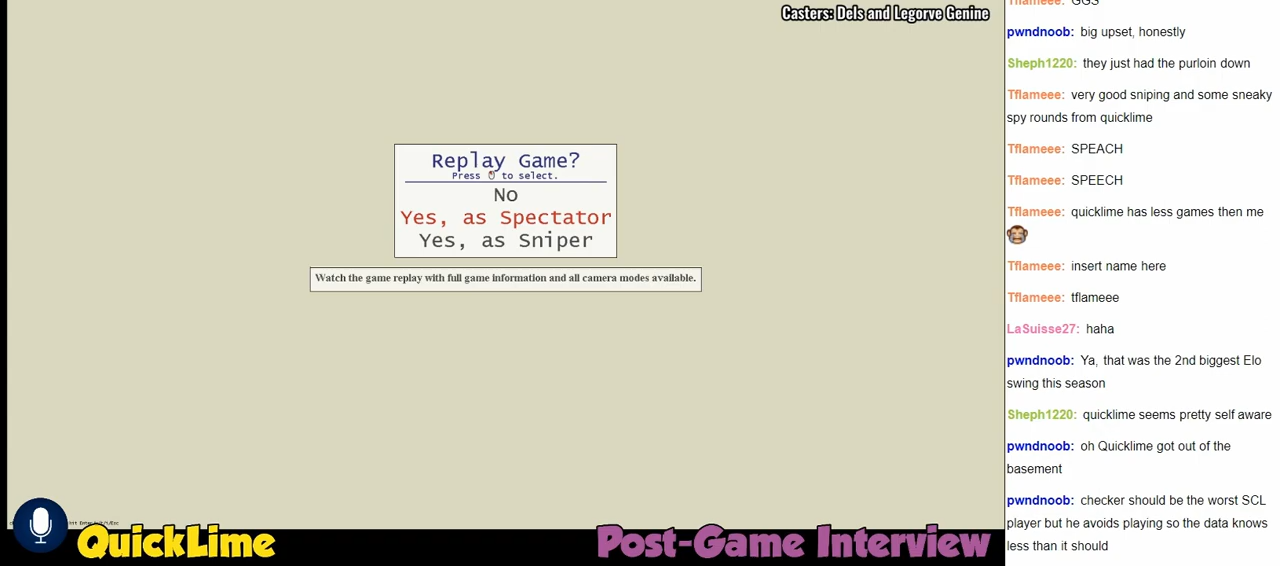 Casters: Dels and Legorve Genine
Replay Game?
Press to select.
No
Yes, as Spectator
Yes, as Sniper
Watch the game replay with full game information and all camera modes available.
QuickLime
Post-Game Interview
Tflameee: GGS
pwndnoob: big upset, honestly
Sheph1220: they just had the purloin down
Tflameee: very good sniping and some sneaky
spy rounds from quicklime
Tflameee: SPEACH
Tflameee: SPEECH
Tflameee: quicklime has less games then me
Tflameee: insert name here
Tflameee: tflameee
LaSuisse27: haha
pwndnoob: Ya, that was the 2nd biggest Elo
swing this season
Sheph1220: quicklime seems pretty self aware
pwndnoob: oh Quicklime got out of the
basement
pwndnoob: checker should be the worst SCL
player but he avoids playing so the data knows
less than it should